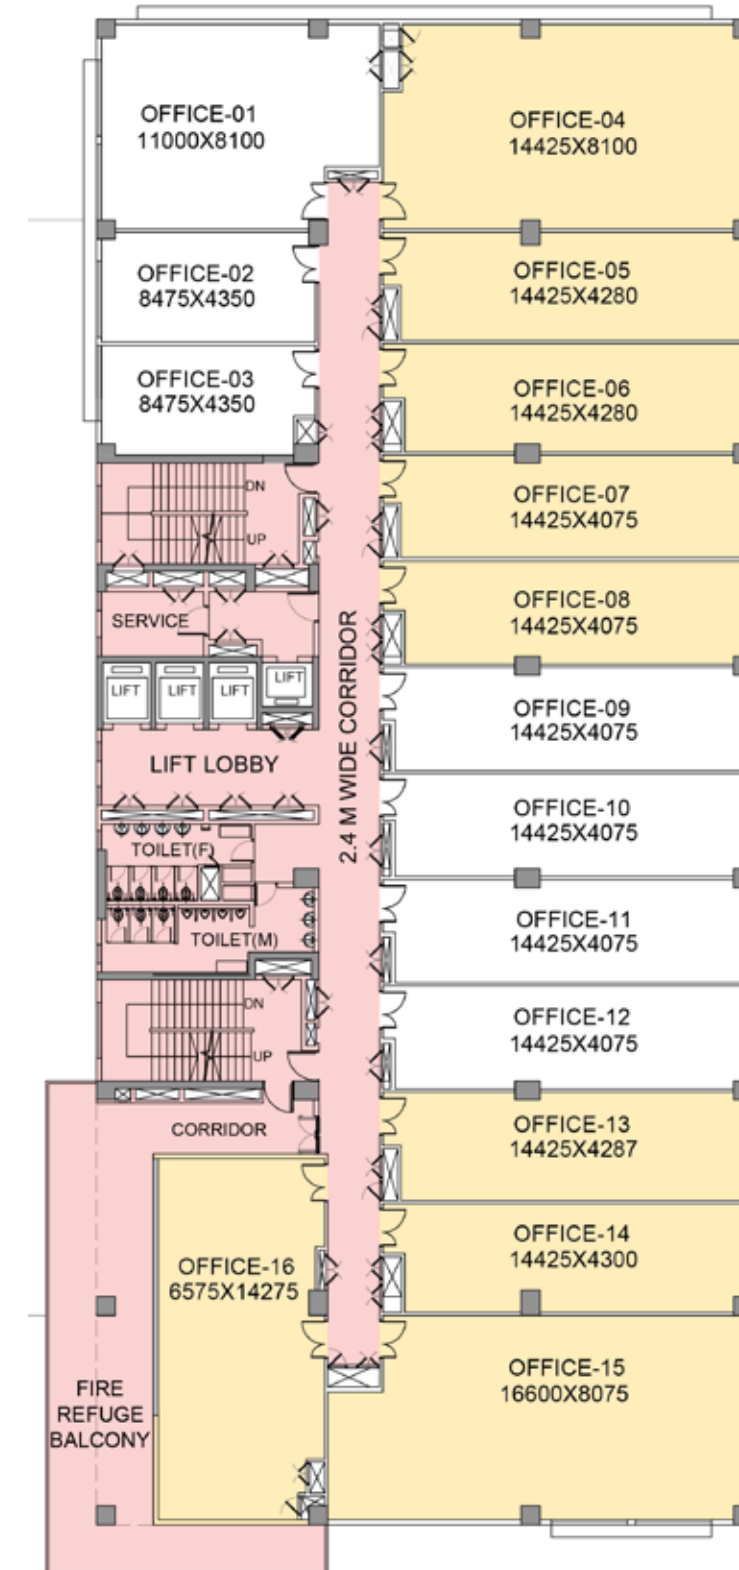 OFFICE-01
11000X8100
OFFICE-04
14425X8100
OFFICE-02
8475X4350
OFFICE-05
14425X4280
OFFICE-03
8475X4350
OFFICE-06
14425X4280
DN
UP
OFFICE-07
14425X4075
SERVICE
OFFICE-08
14425X4075
LIFT
LIFT
LIFT
LIFT
LIFT LOBBY
2.4 M WIDE CORRIDOR
OFFICE-09
14425X4075
OFFICE-10
14425X4075
TOILET(F)
TOILET(M)
OFFICE-11
14425X4075
DN
UP
OFFICE-12
14425X4075
CORRIDOR
OFFICE-13
14425X4287
OFFICE-14
14425X4300
OFFICE-16
6575X14275
OFFICE-15
16600X8075
FIRE
REFUGE
BALCONY